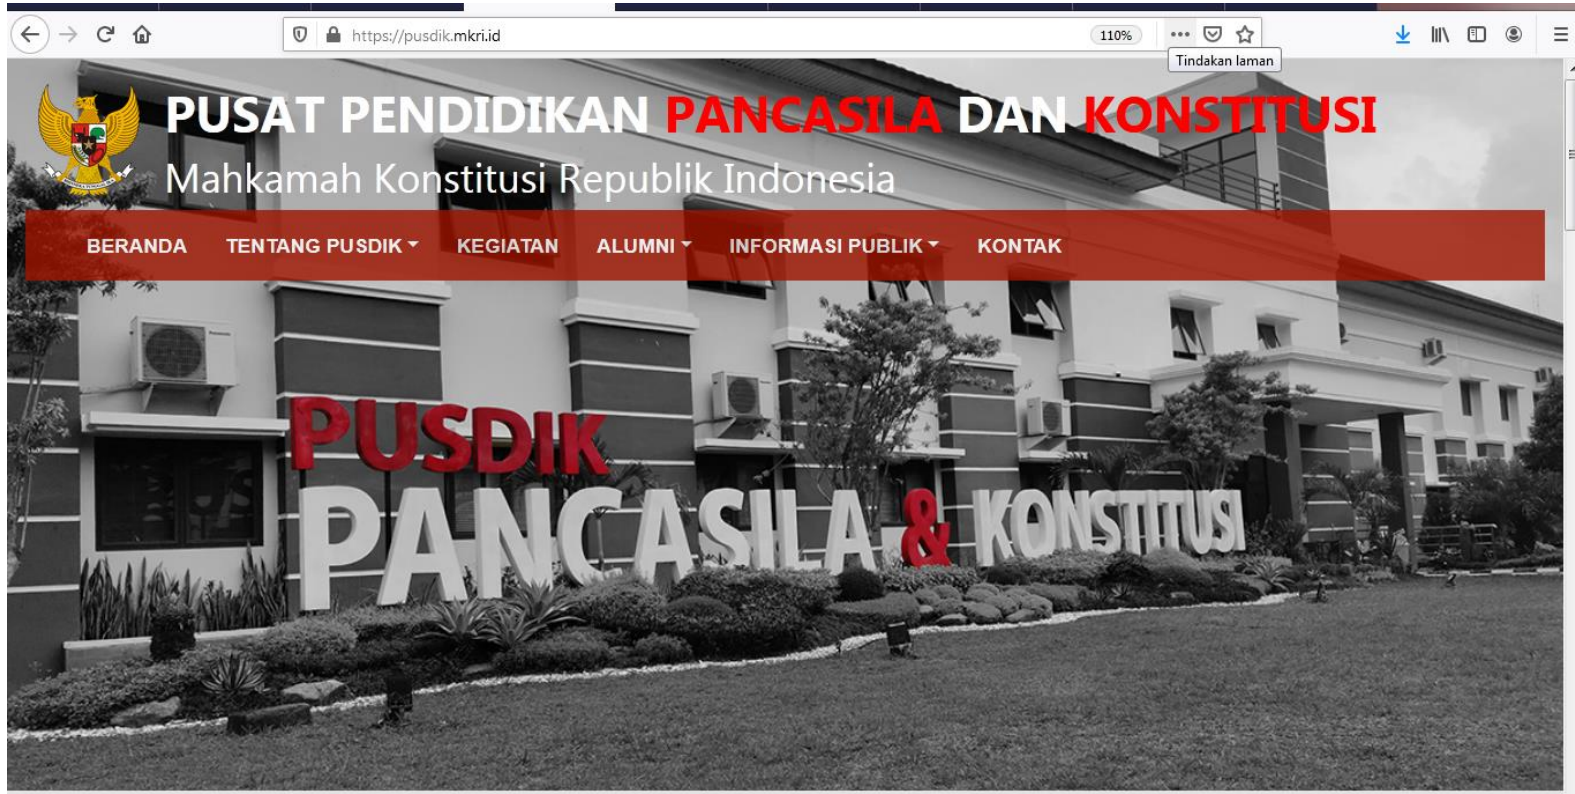 https://pusdik.mkri.id
110%
Tindakan laman
PUSAT PENDIDIKAN PANCASILA DAN KONSTITUSI
Mahkamah Konstitusi Republik Indonesia
BERANDA TENTANG PUSDIK KEGIATAN ALUMNI INFORMASI PUBLIK KONTAK
PUSDIK
PANCASILA & KONSTITUSI